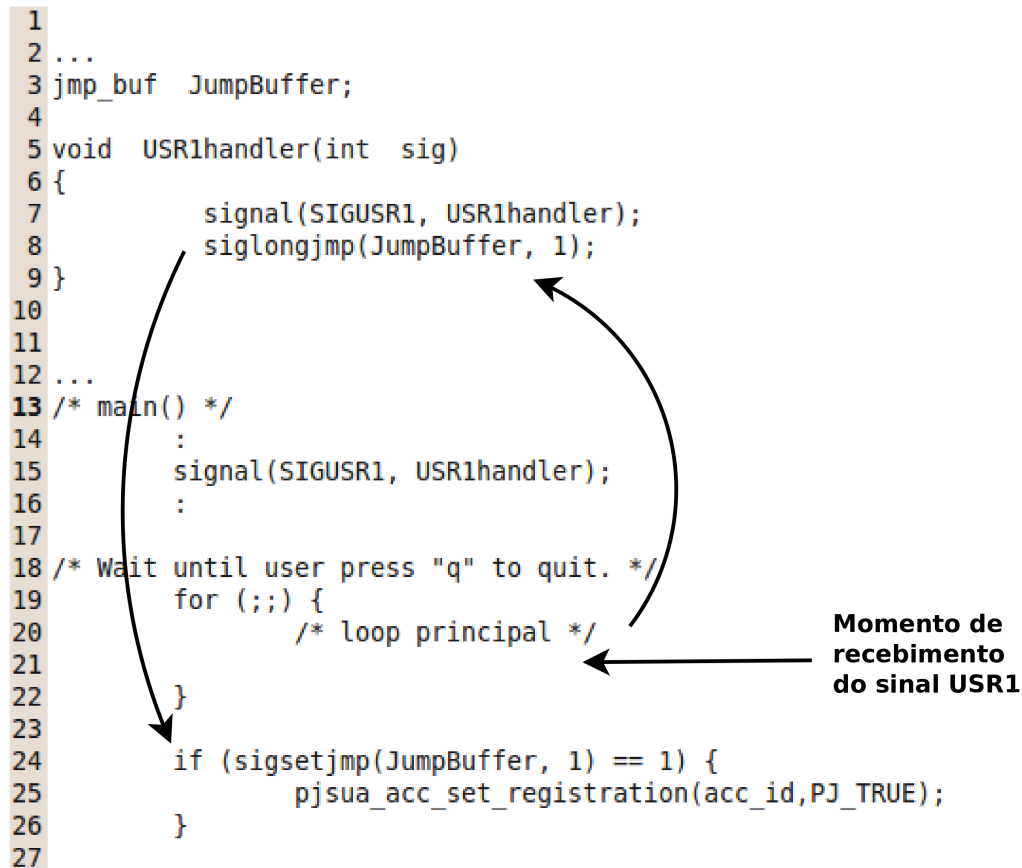 1
2 ...
3 jmp_buf  JumpBuffer;
4
5 void  USR1handler(int  sig)
6 {
7 signal(SIGUSR1, USR1handler);
8 siglongjmp(JumpBuffer, 1);
9 }
10
11
12 ...
13 /* main() */
14 :
15 signal(SIGUSR1, USR1handler);
16 :
17
18 /* Wait until user press "q" to quit. */
19 for (;;) {
20 /* loop principal */
21
22 }
23
24 if (sigsetjmp(JumpBuffer, 1) == 1) {
25 pjsua_acc_set_registration(acc_id,PJ_TRUE);
26 }
27
Momento de
recebimento
do sinal USR1